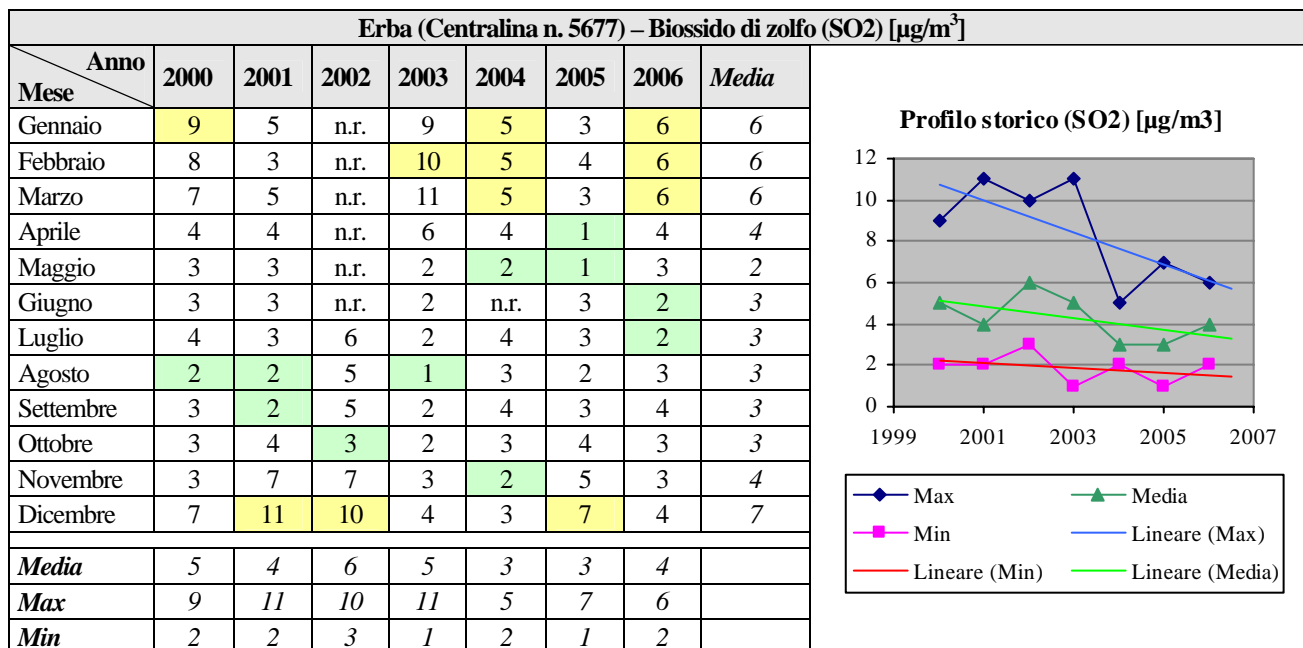 Erba (Centralina n. 5677) – Biossido di zolfo (SO2) [µg/m³]
Anno
Mese 2000 2001 2002 2003 2004 2005 2006 Media
Gennaio 9 5 n.r. 9 5 3 6 6
Febbraio 8 3 n.r. 10 5 4 6 6
Marzo 7 5 n.r. 11 5 3 6 6
Aprile 4 4 n.r. 6 4 1 4 4
Maggio 3 3 n.r. 2 2 1 3 2
Giugno 3 3 n.r. 2 n.r. 3 2 3
Luglio 4 3 6 2 4 3 2 3
Agosto 2 2 5 1 3 2 3 3
Settembre 3 2 5 2 4 3 4 3
Ottobre 3 4 3 2 3 4 3 3
Novembre 3 7 7 3 2 5 3 4
Dicembre 7 11 10 4 3 7 4 7
Media 5 4 6 5 3 3 4
Max 9 11 10 11 5 7 6
Min 2 2 3 1 2 1 2
Profilo storico (SO2) [µg/m3]
12
10
8
6
4
2
0
1999 2001 2003 2005 2007
Max Media
Min Lineare (Max)
Lineare (Min) Lineare (Media)